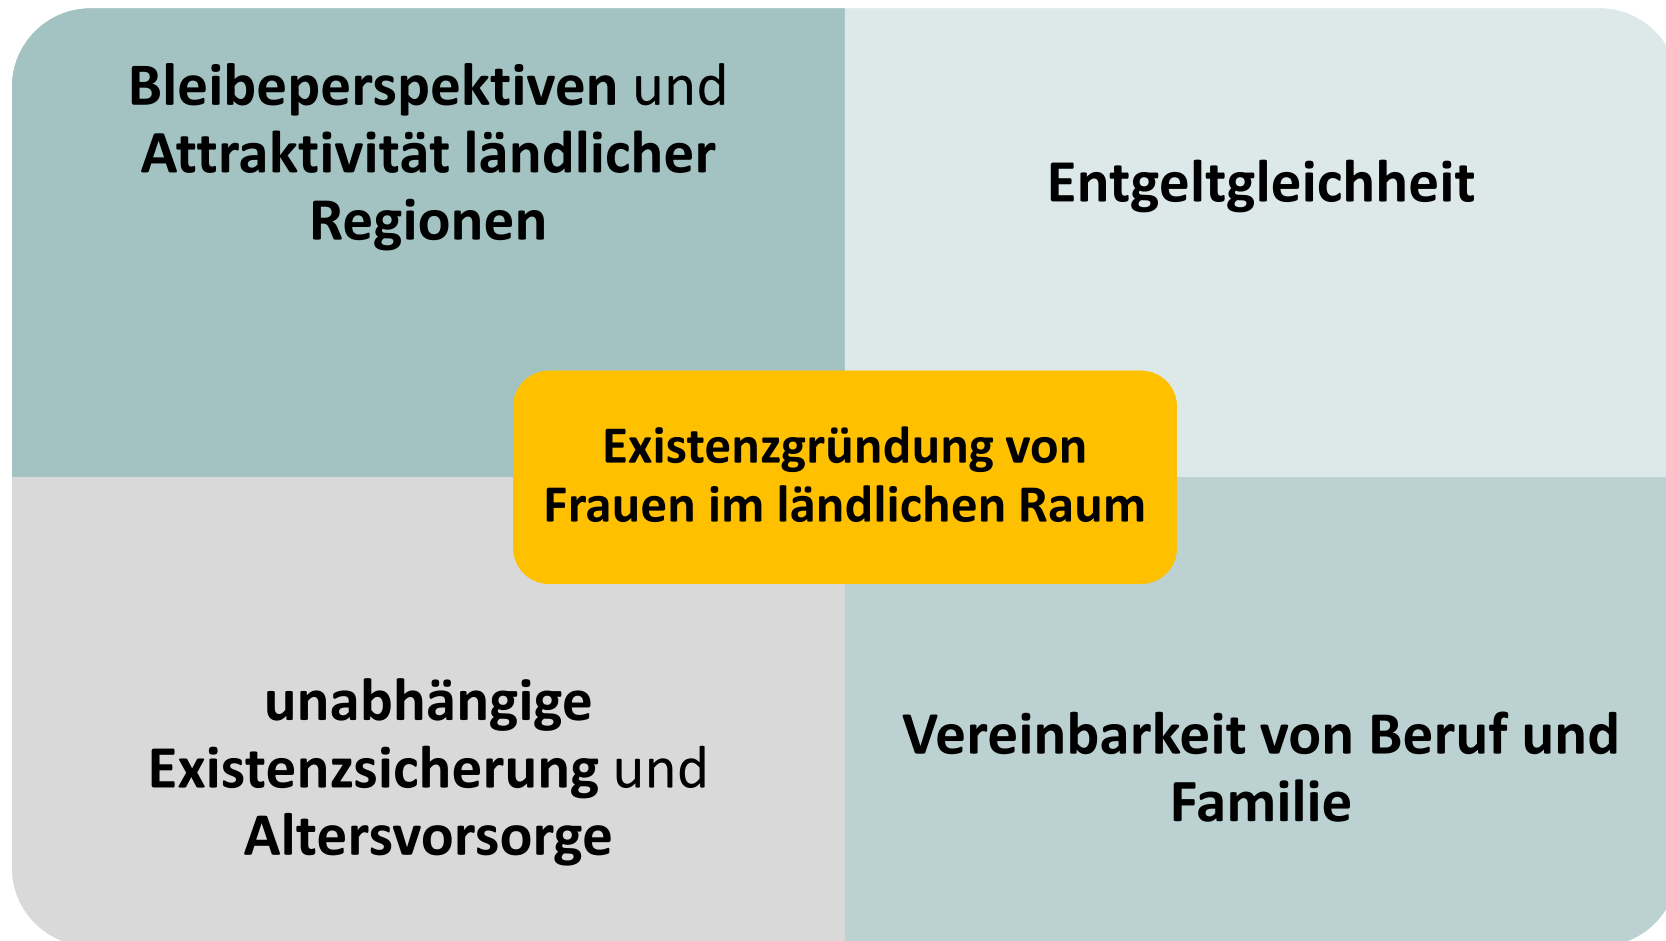 Bleibeperspektiven und
Attraktivität ländlicher
Regionen
Entgeltgleichheit
Existenzgründung von
Frauen im ländlichen Raum
unabhängige
Existenzsicherung und
Altersvorsorge
Vereinbarkeit von Beruf und
Familie